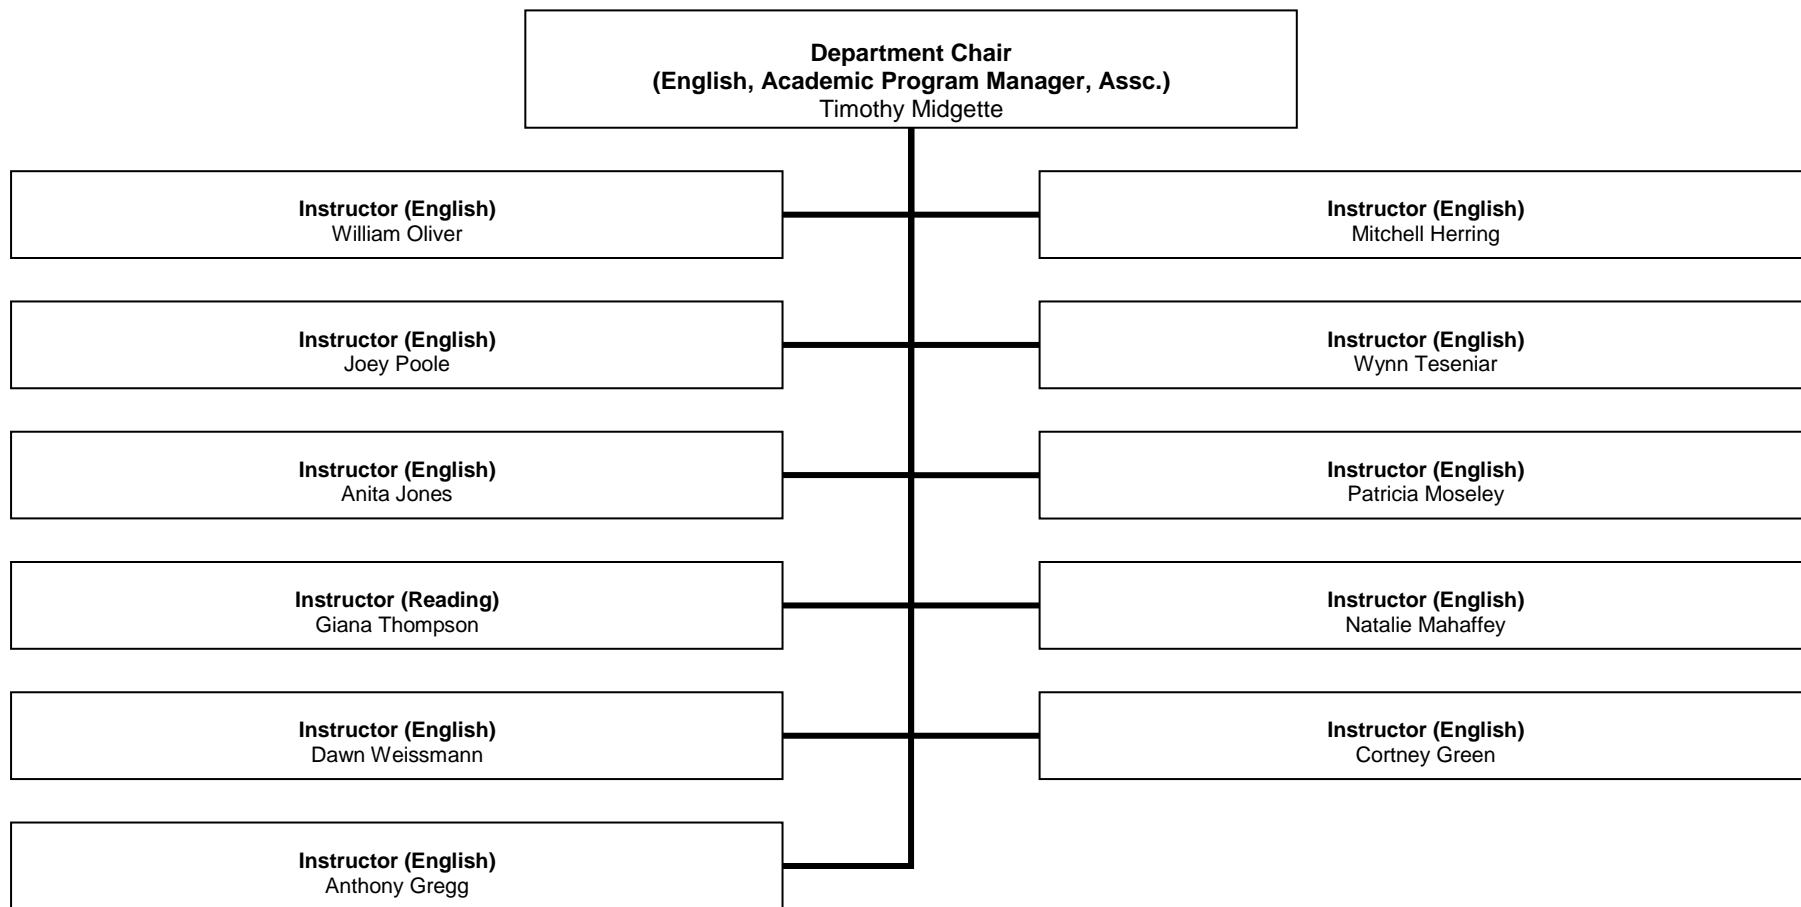 Department Chair
(English, Academic Program Manager, Assc.)
Timothy Midgette
Instructor (English)
William Oliver
Instructor (English)
Mitchell Herring
Instructor (English)
Joey Poole
Instructor (English)
Wynn Teseniar
Instructor (English)
Anita Jones
Instructor (English)
Patricia Moseley
Instructor (Reading)
Giana Thompson
Instructor (English)
Natalie Mahaffey
Instructor (English)
Dawn Weissmann
Instructor (English)
Cortney Green
Instructor (English)
Anthony Gregg